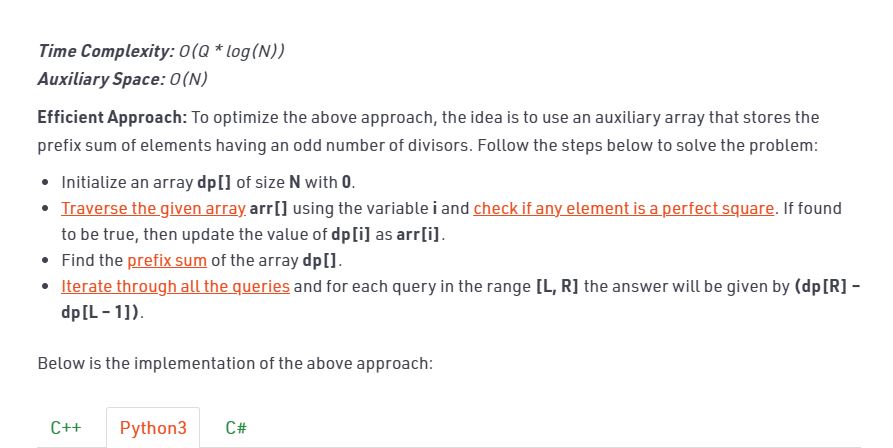 Time Complexity: O(Q * log(N))
Auxiliary Space: O(N)
Efficient Approach: To optimize the above approach, the idea is to use an auxiliary array that stores the
prefix sum of elements having an odd number of divisors. Follow the steps below to solve the problem:
• Initialize an array dp[] of size N with 0.
• Traverse the given array arr[] using the variable i and check if any element is a perfect square. If found
to be true, then update the value of dp[i] as arr[i].
• Find the prefix sum of the array dp[].
• Iterate through all the queries and for each query in the range [L, R] the answer will be given by (dp[R] –
dp[L – 1]).
Below is the implementation of the above approach:
C++ Python3 C#